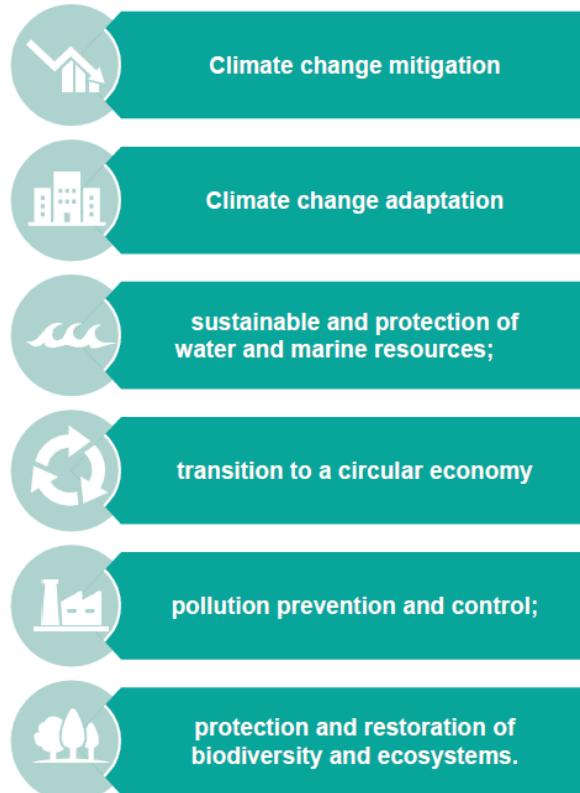 Climate change mitigation
Climate change adaptation
sustainable and protection of
water and marine resources;
transition to a circular economy
pollution prevention and control;
protection and restoration of
biodiversity and ecosystems.